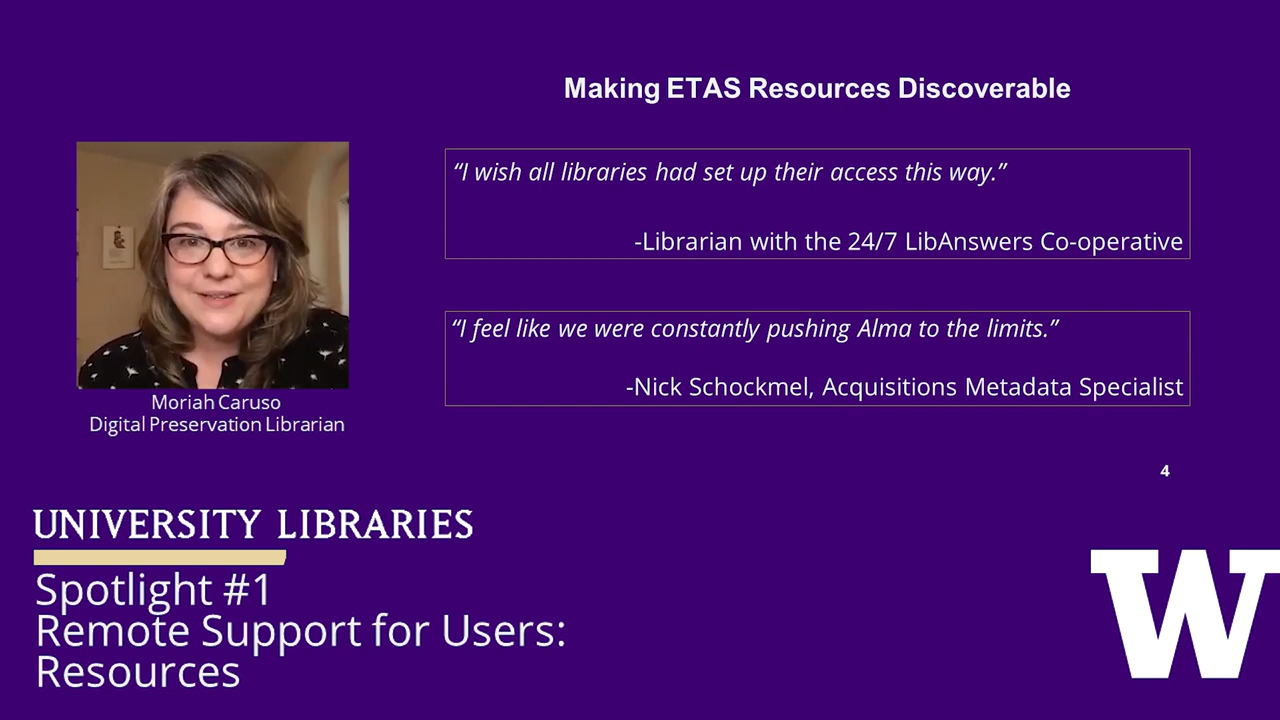 Making ETAS Resources Discoverable
“I wish all libraries had set up their access this way.”
-Librarian with the 24/7 LibAnswers Co-operative
“I feel like we were constantly pushing Alma to the limits.”
-Nick Schockmel, Acquisitions Metadata Specialist
Moriah Caruso
Digital Preservation Librarian
4
UNIVERSITY LIBRARIES
Spotlight #1
Remote Support for Users:
Resources
W